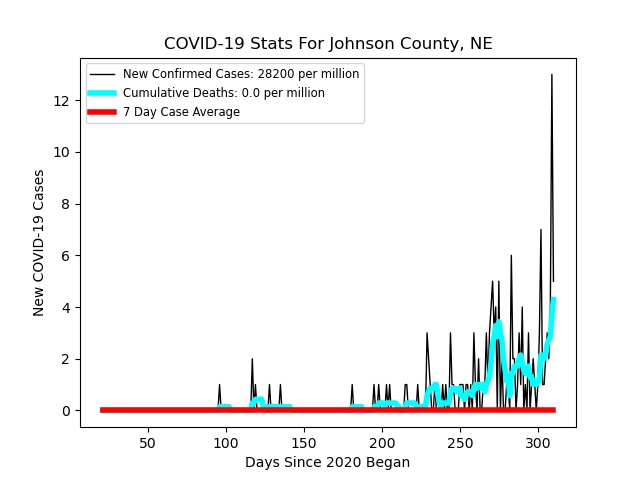 COVID-19 Stats For Johnson County, NE
New Confirmed Cases: 28200 per million
Cumulative Deaths: 0.0 per million
7 Day Case Average
New COVID-19 Cases
12
10
8
6
4
2
0
50 100 150 200 250 300
Days Since 2020 Began